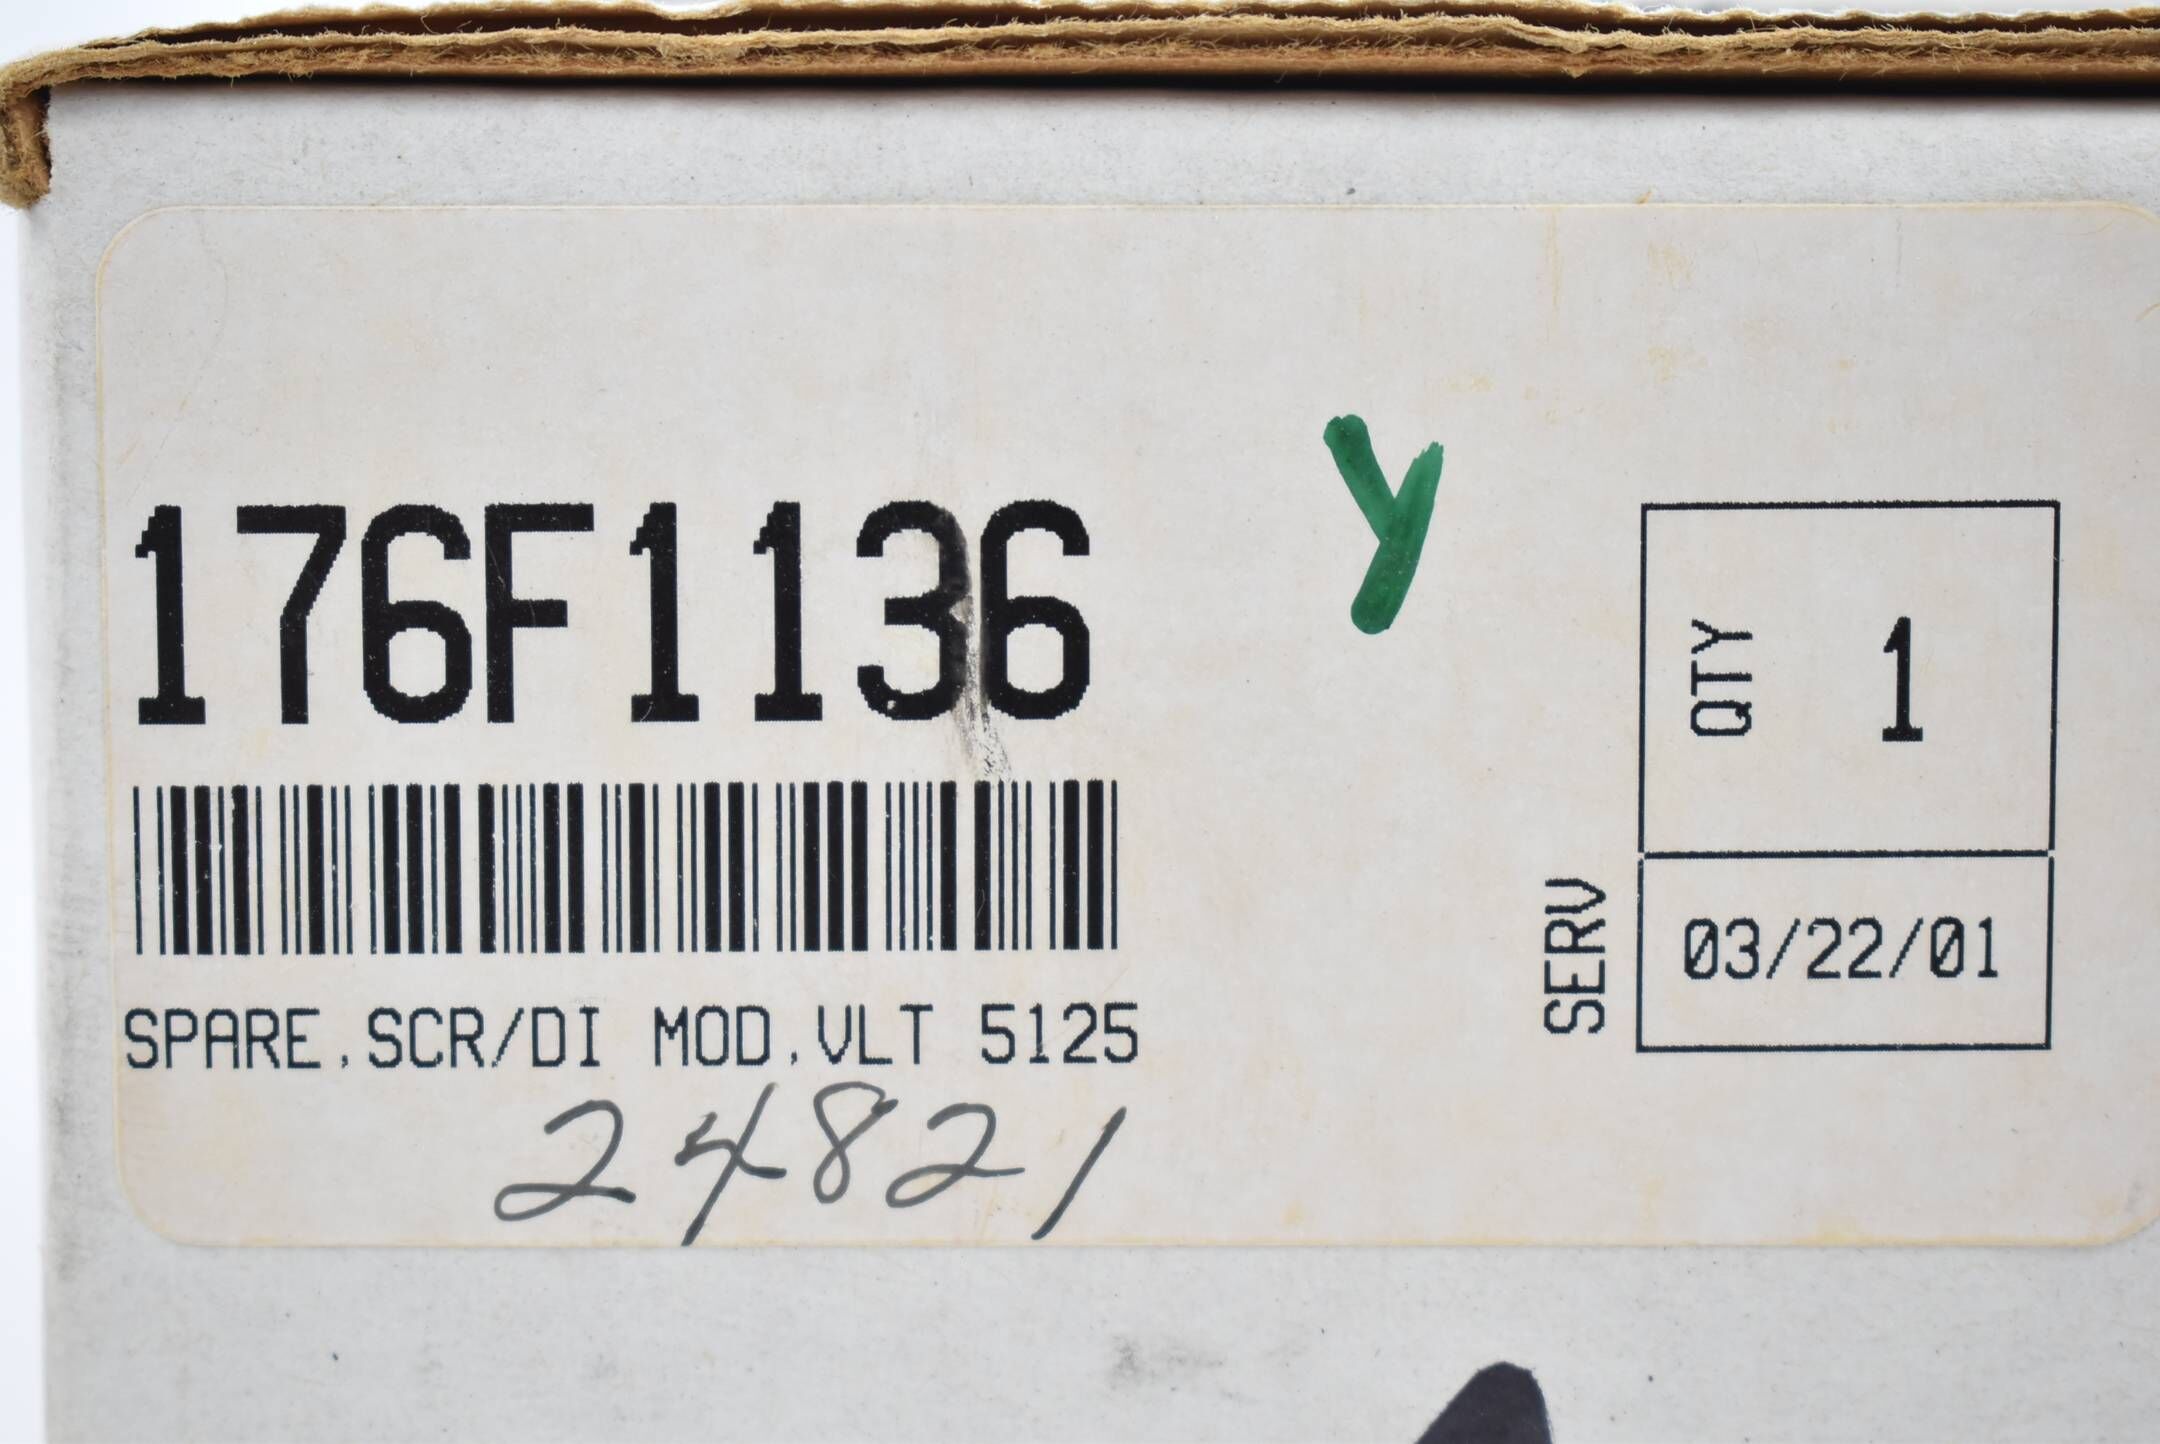 Y
176F1136
QTY 1
SERV
03/22/01
SPARE,SCR/DI MOD,VLT 5125
24821